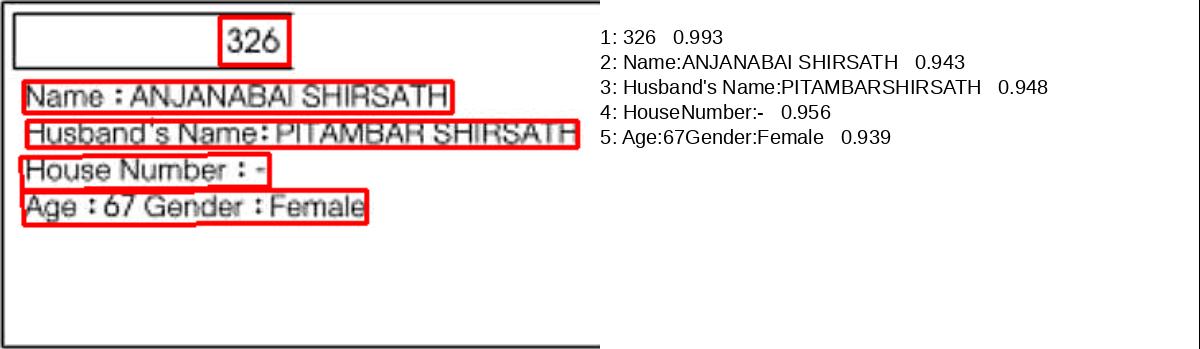 326
Name : ANJANABAI SHIRSATH
Husband's Name: PITAMBAR SHIRSATH
House Number : -
Age : 67 Gender : Female
1: 326 0.993
2: Name:ANJANABAI SHIRSATH 0.943
3: Husband's Name:PITAMBARSHIRSATH 0.948
4: HouseNumber:- 0.956
5: Age:67Gender:Female 0.939